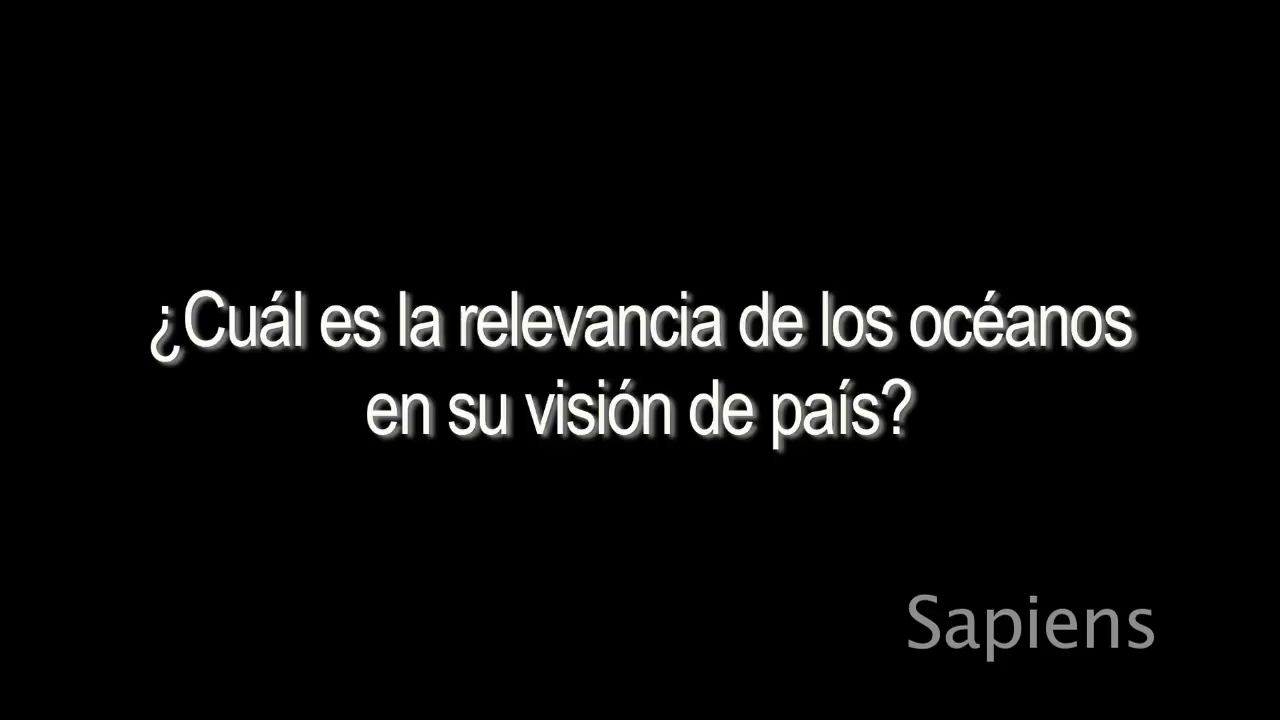 ¿Cuál es la relevancia de los océanos
en su visión de país?
Sapiens